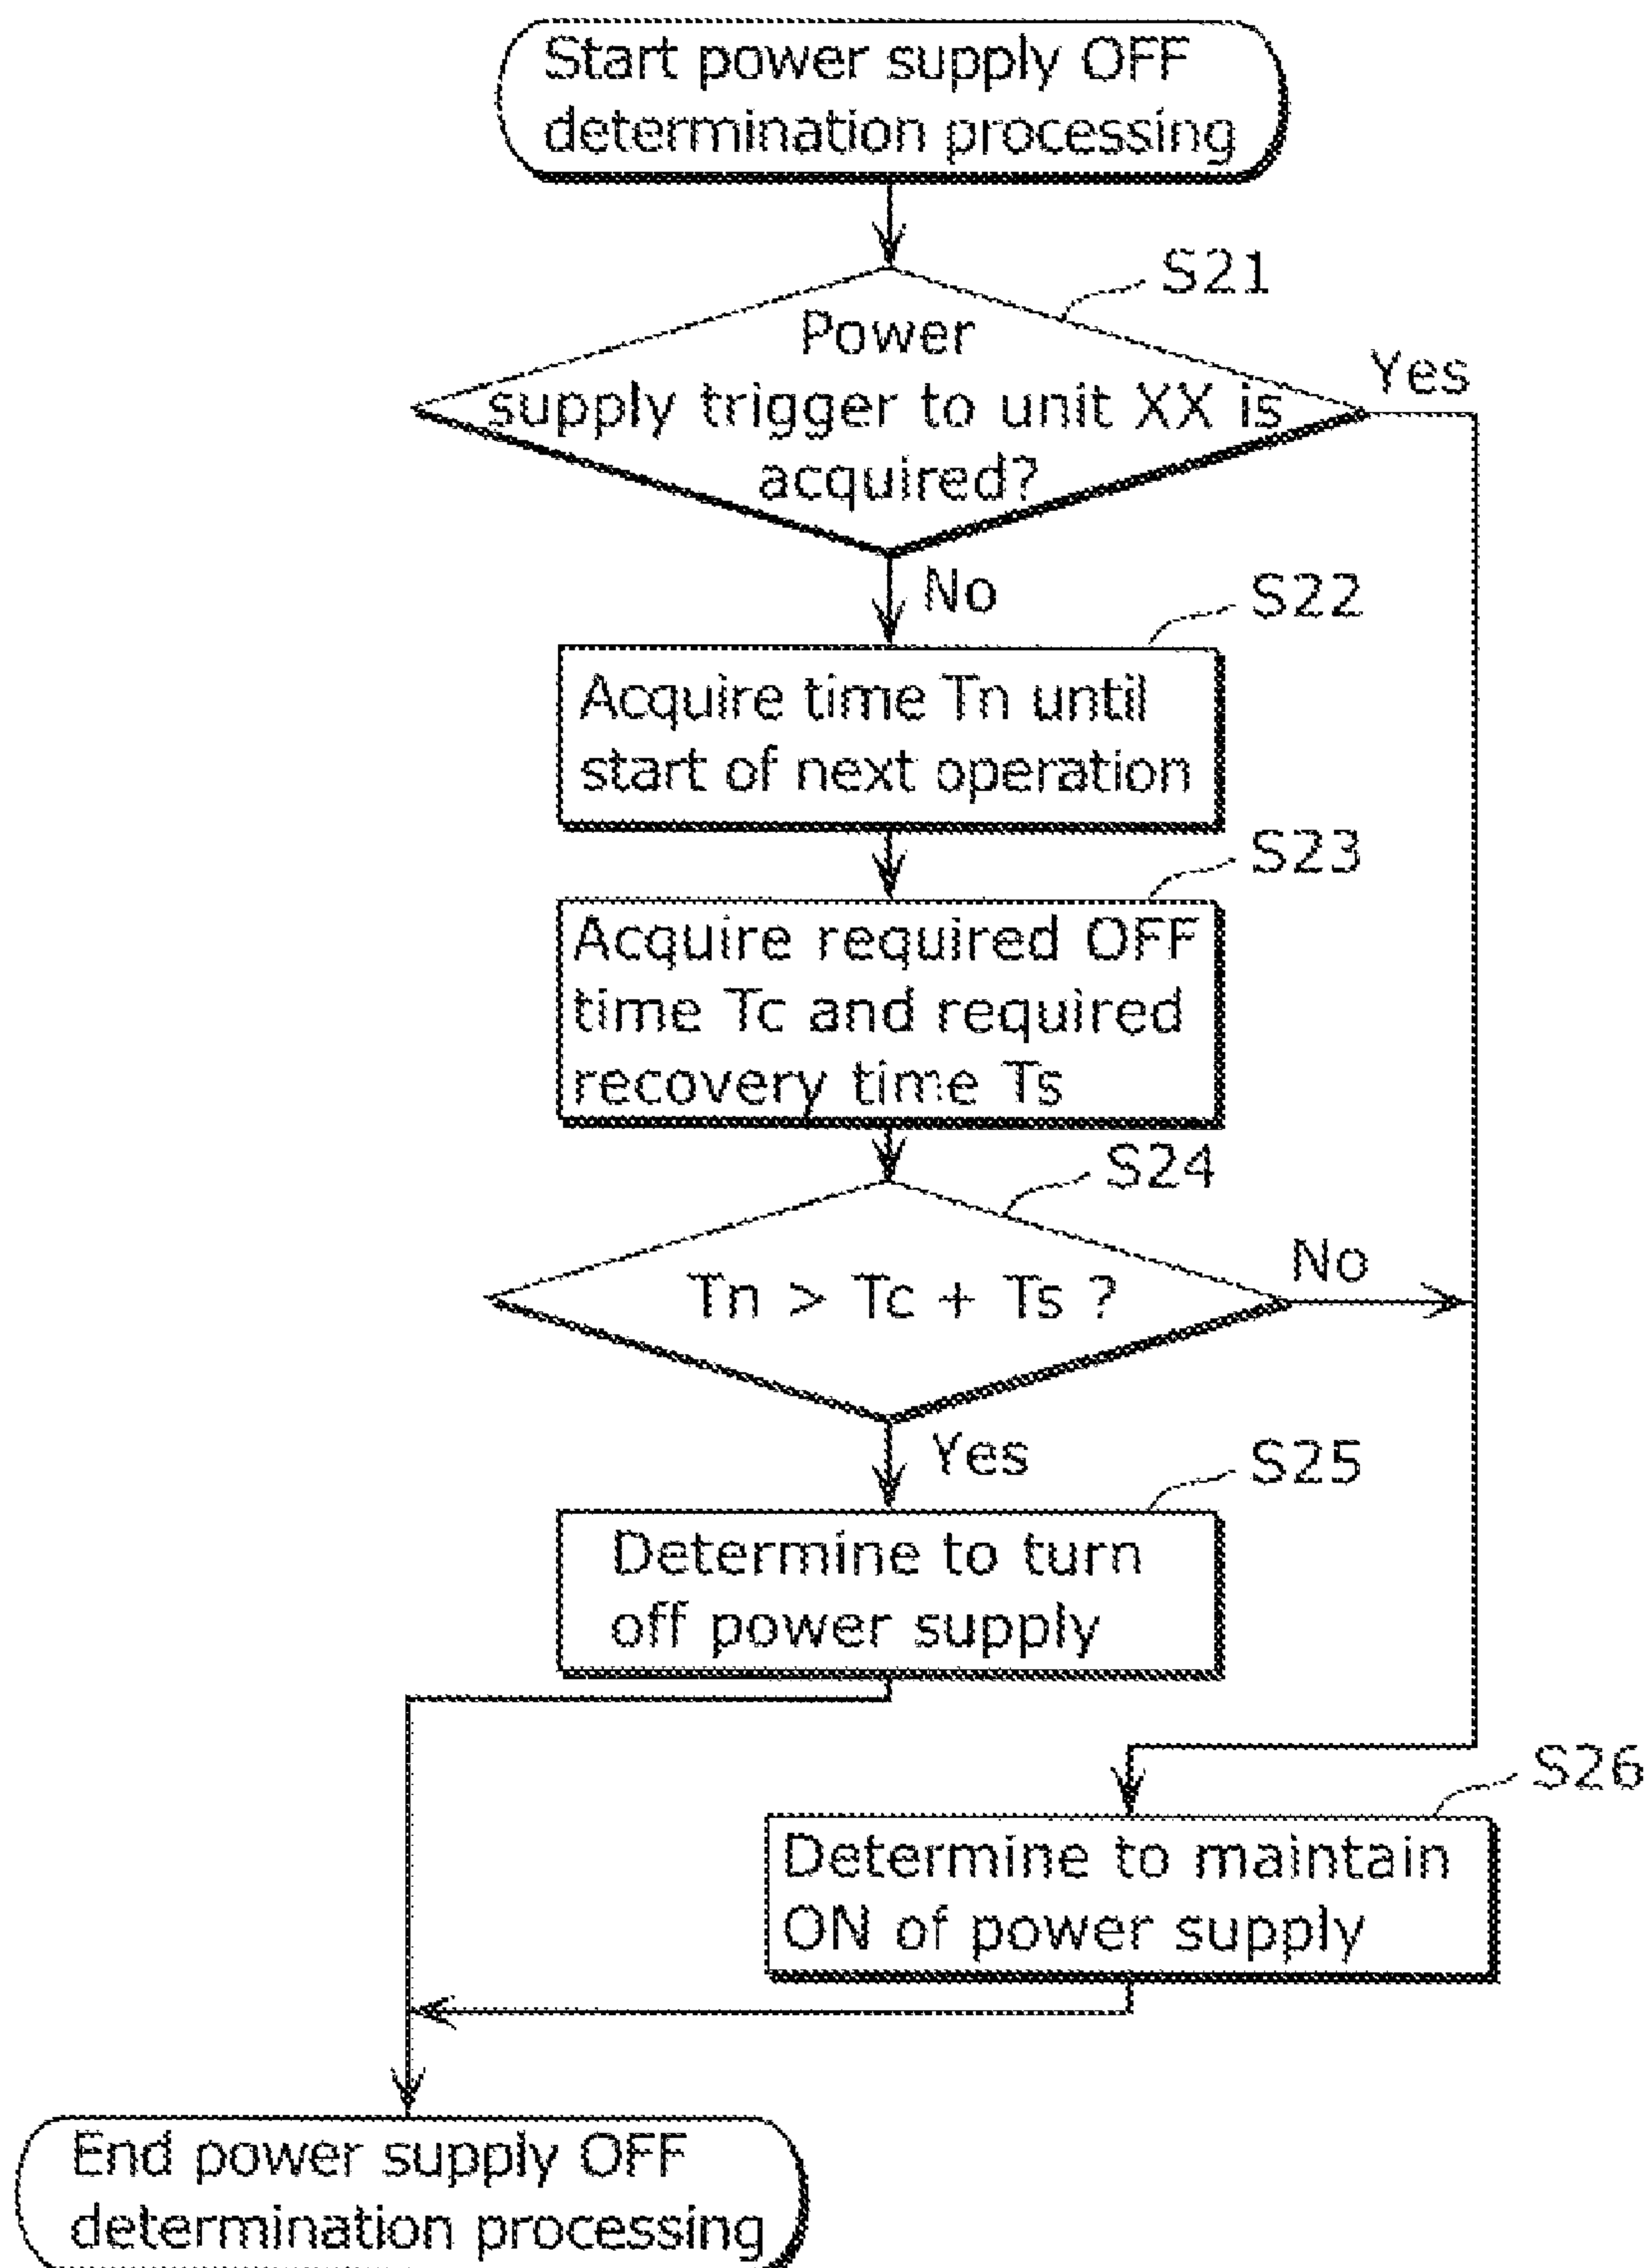 Start power supply OFF
determination processing
S21
Power
supply trigger to unit XX is
acquired?
Yes
No
S22
Acquire time Tn until
start of next operation
S23
Acquire required OFF
time Tc and required
recovery time Ts
S24
Tn > Tc + Ts ?
No
Yes
S25
Determine to turn
off power supply
S26
Determine to maintain
ON of power supply
End power supply OFF
determination processing